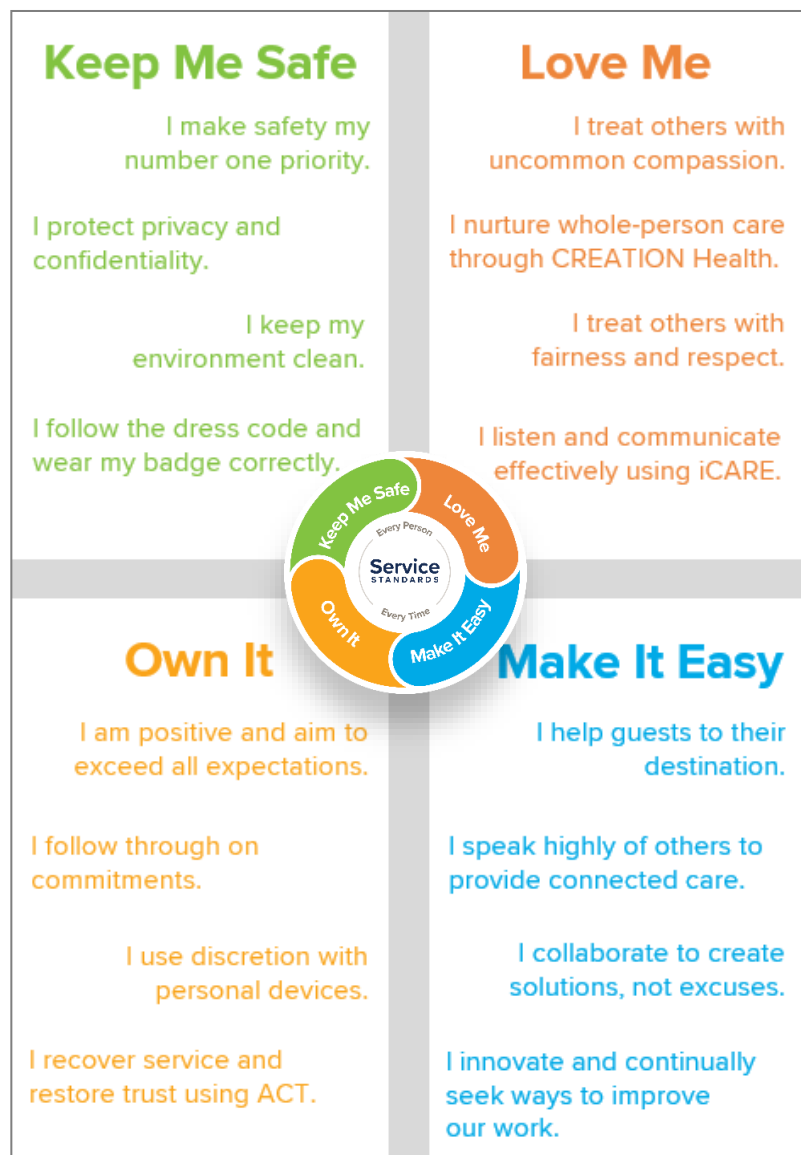 Keep Me Safe
I make safety my
number one priority.
I protect privacy and
confidentiality.
I keep my
environment clean.
I follow the dress code and
wear my badge correctly.
Love Me
I treat others with
uncommon compassion.
I nurture whole-person care
through CREATION Health.
I treat others with
fairness and respect.
I listen and communicate
effectively using iCARE.
Keep Me Safe
Love Me
Every Person
Service
STANDARDS
Every Time
Own It
Make It Easy
Own It
I am positive and aim to
exceed all expectations.
I follow through on
commitments.
I use discretion with
personal devices.
I recover service and
restore trust using ACT.
Make It Easy
I help guests to their
destination.
I speak highly of others to
provide connected care.
I collaborate to create
solutions, not excuses.
I innovate and continually
seek ways to improve
our work.